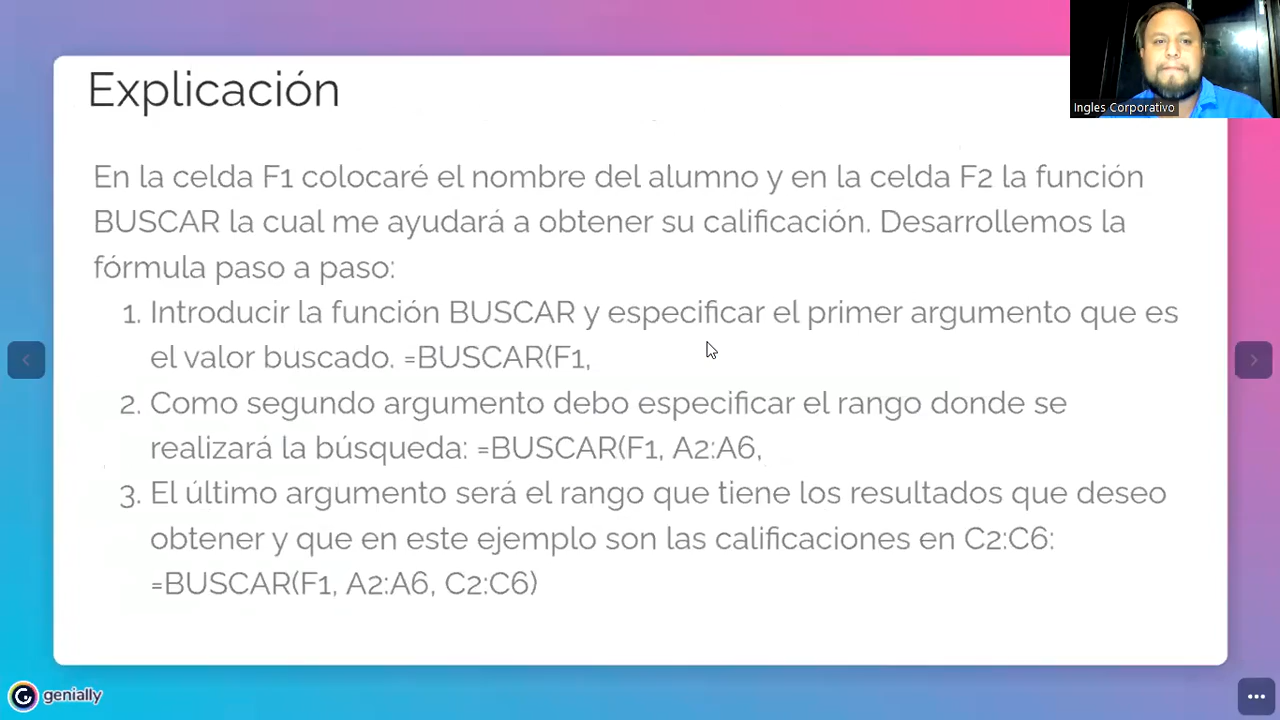 Explicación
Ingles Corporativo
En la celda F1 colocaré el nombre del alumno y en la celda F2 la función
BUSCAR la cual me ayudará a obtener su calificación. Desarrollemos la
fórmula paso a paso:
1. Introducir la función BUSCAR y especificar el primer argumento que es
el valor buscado. =BUSCAR(F1,
2. Como segundo argumento debo especificar el rango donde se
realizará la búsqueda: =BUSCAR(F1, A2:A6,
3. El último argumento será el rango que tiene los resultados que deseo
obtener y que en este ejemplo son las calificaciones en C2:C6:
=BUSCAR(F1, A2:A6, C2:C6)
genially